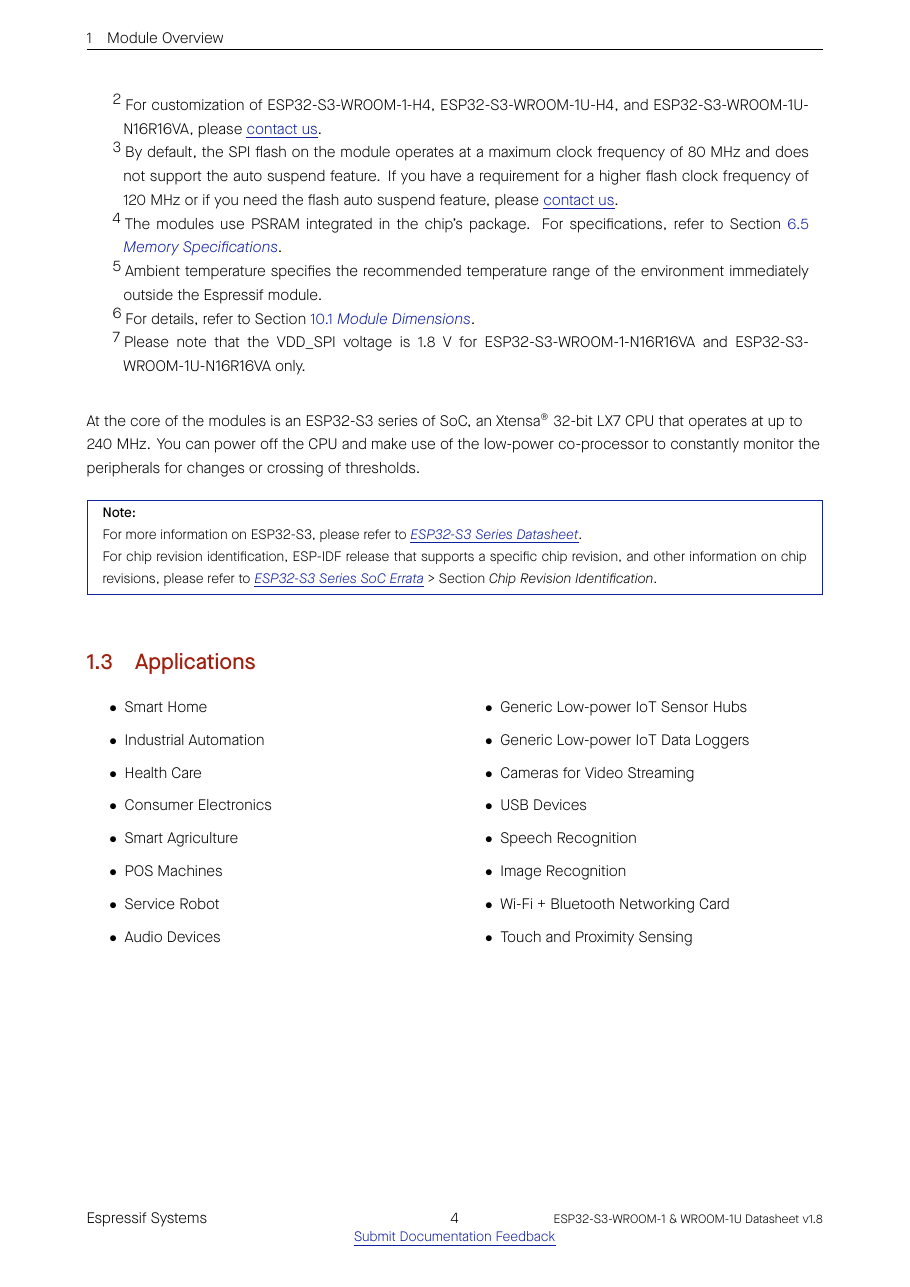 1 Module Overview
2 For customization of ESP32-S3-WROOM-1-H4, ESP32-S3-WROOM-1U-H4, and ESP32-S3-WROOM-1U-
N16R16VA, please contact us.
3 By default, the SPI flash on the module operates at a maximum clock frequency of 80 MHz and does
not support the auto suspend feature. If you have a requirement for a higher flash clock frequency of
120 MHz or if you need the flash auto suspend feature, please contact us.
4 The modules use PSRAM integrated in the chip's package. For specifications, refer to Section 6.5
Memory Specifications.
5 Ambient temperature specifies the recommended temperature range of the environment immediately
outside the Espressif module.
6 For details, refer to Section 10.1 Module Dimensions.
7 Please note that the VDD_SPI voltage is 1.8 V for ESP32-S3-WROOM-1-N16R16VA and ESP32-S3-
WROOM-1U-N16R16VA only.
At the core of the modules is an ESP32-S3 series of SoC, an Xtensa® 32-bit LX7 CPU that operates at up to
240 MHz. You can power off the CPU and make use of the low-power co-processor to constantly monitor the
peripherals for changes or crossing of thresholds.
Note:
For more information on ESP32-S3, please refer to ESP32-S3 Series Datasheet.
For chip revision identification, ESP-IDF release that supports a specific chip revision, and other information on chip
revisions, please refer to ESP32-S3 Series SoC Errata > Section Chip Revision Identification.
1.3 Applications
• Smart Home
• Industrial Automation
• Health Care
• Consumer Electronics
• Smart Agriculture
• POS Machines
• Service Robot
• Audio Devices
• Generic Low-power IoT Sensor Hubs
• Generic Low-power IoT Data Loggers
• Cameras for Video Streaming
• USB Devices
• Speech Recognition
• Image Recognition
• Wi-Fi + Bluetooth Networking Card
• Touch and Proximity Sensing
Espressif Systems
4
ESP32-S3-WROOM-1 & WROOM-1U Datasheet v1.8
Submit Documentation Feedback